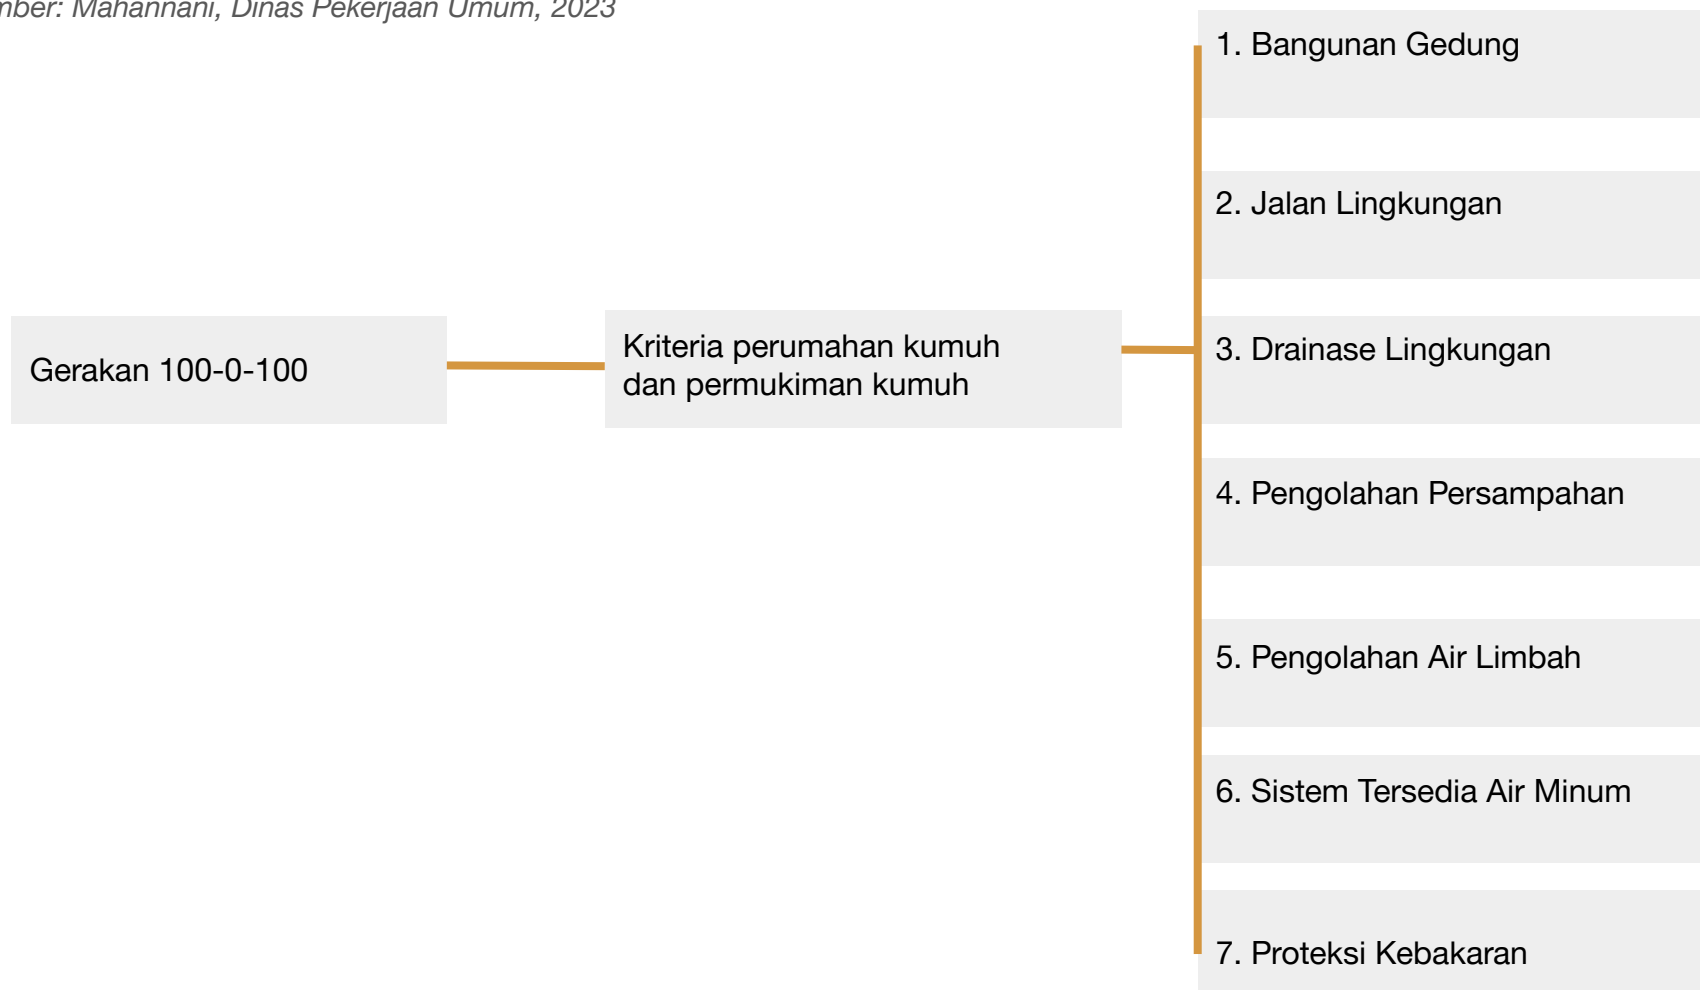 Mahannani, Dinas Pekerjaan Umum, 2023
1. Bangunan Gedung
2. Jalan Lingkungan
3. Drainase Lingkungan
4. Pengolahan Persampahan
5. Pengolahan Air Limbah
6. Sistem Tersedia Air Minum
7. Proteksi Kebakaran
Gerakan 100-0-100
Kriteria perumahan kumuh
dan permukiman kumuh